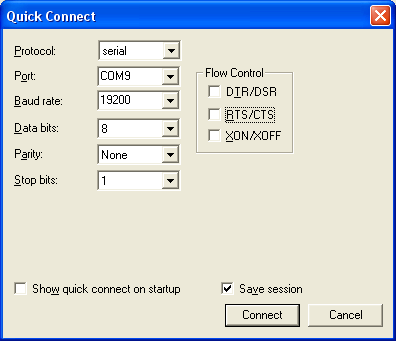 Quick Connect
Protocol: serial
Port: COM9
Baud rate: 19200
Data bits: 8
Parity: None
Stop bits: 1
Flow Control
DTR/DSR
RTS/CTS
XON/XOFF
Show quick connect on startup
Save session
Connect
Cancel